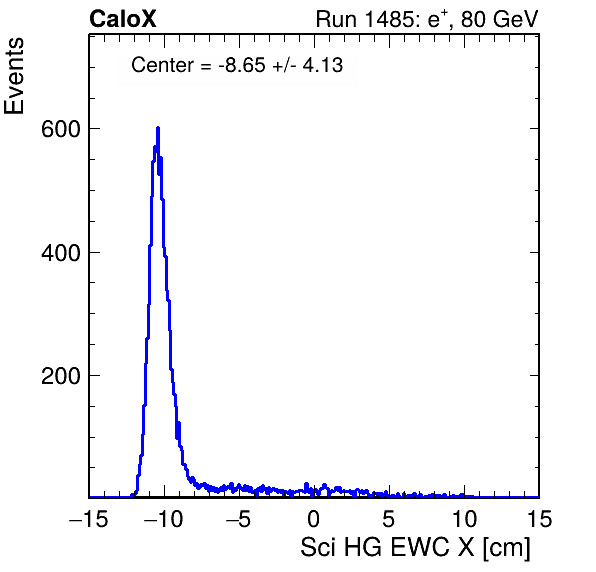 CaloX Run 1485: e⁺, 80 GeV
Events
Center = -8.65 +/- 4.13
600
400
200
−15 −10 −5 0 5 10 15
Sci HG EWC X [cm]